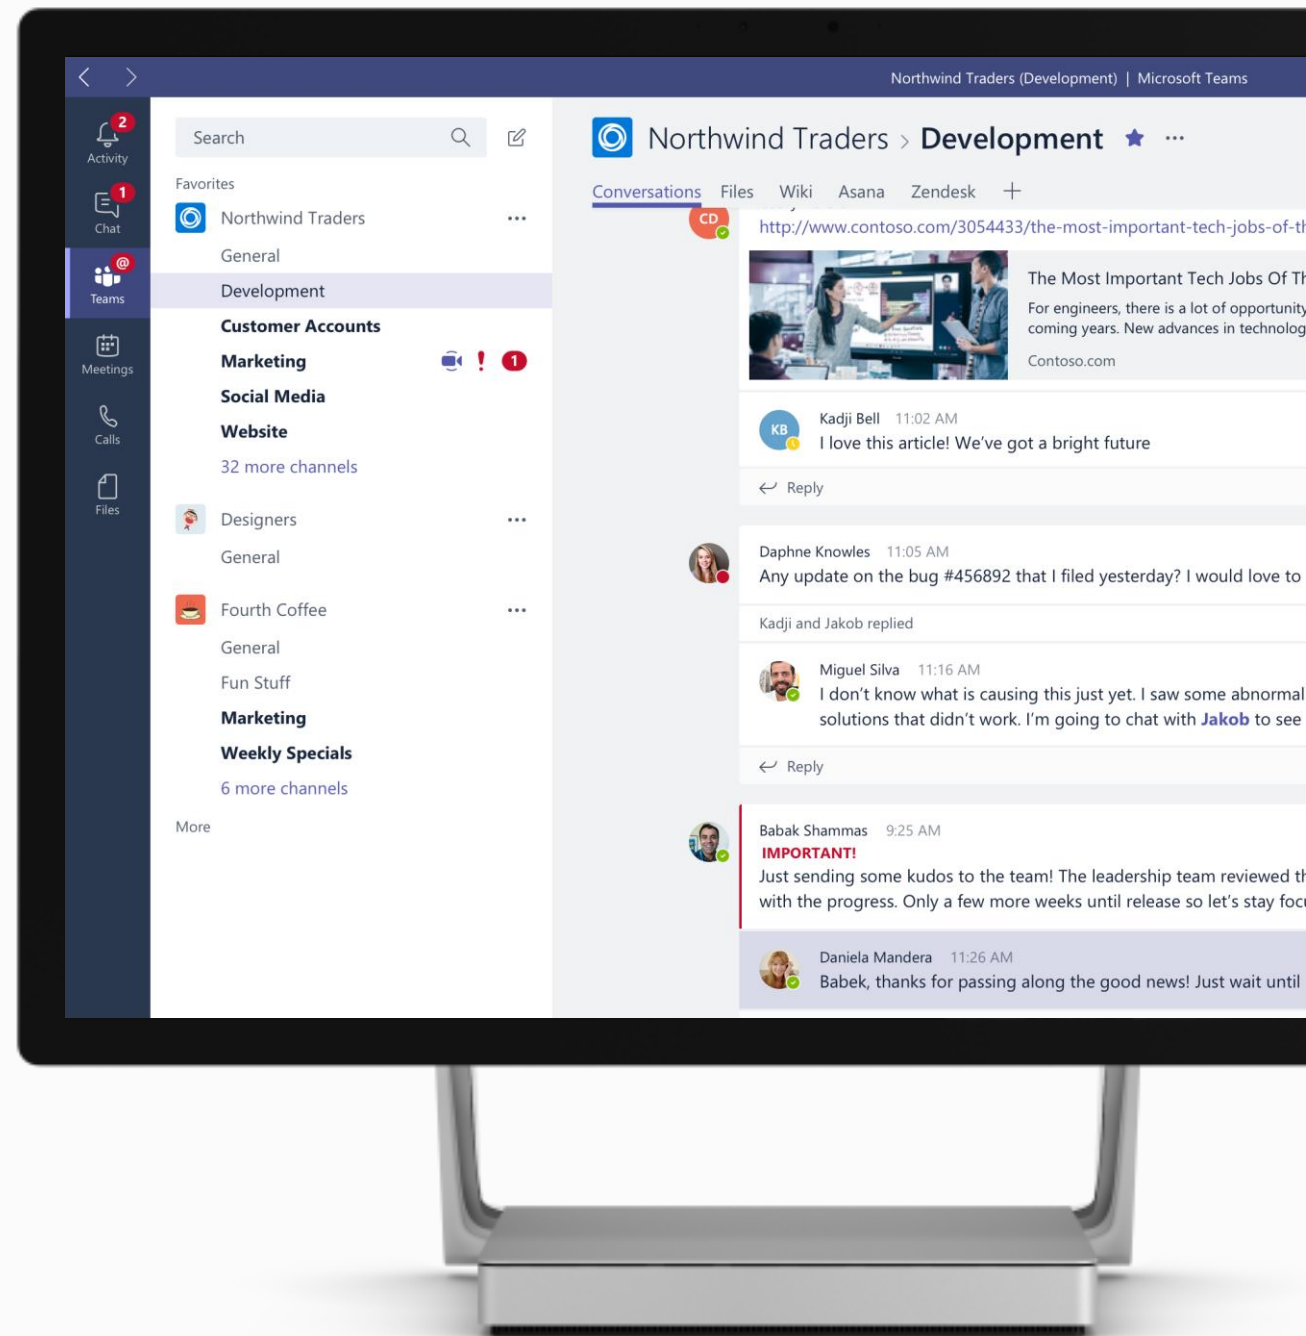 Northwind Traders (Development) | Microsoft Teams
2
Activity
1
Chat
@
Teams
Meetings
Calls
Files
Search
Favorites
Northwind Traders
General
Development
Customer Accounts
Marketing ! 1
Social Media
Website
32 more channels
Designers
General
Fourth Coffee
General
Fun Stuff
Marketing
Weekly Specials
6 more channels
More
Northwind Traders > Development
Conversations Files Wiki Asana Zendesk
CD
http://www.contoso.com/3054433/the-most-important-tech-jobs-of-th
The Most Important Tech Jobs Of Th
For engineers, there is a lot of opportunity
coming years. New advances in technolog
Contoso.com
KB
Kadji Bell 11:02 AM
I love this article! We've got a bright future
Reply
Daphne Knowles 11:05 AM
Any update on the bug #456892 that I filed yesterday? I would love to
Kadji and Jakob replied
Miguel Silva 11:16 AM
I don't know what is causing this just yet. I saw some abnormal
solutions that didn't work. I'm going to chat with Jakob to see
Reply
Babak Shammas 9:25 AM
IMPORTANT!
Just sending some kudos to the team! The leadership team reviewed th
with the progress. Only a few more weeks until release so let's stay focu
Daniela Mandera 11:26 AM
Babek, thanks for passing along the good news! Just wait until